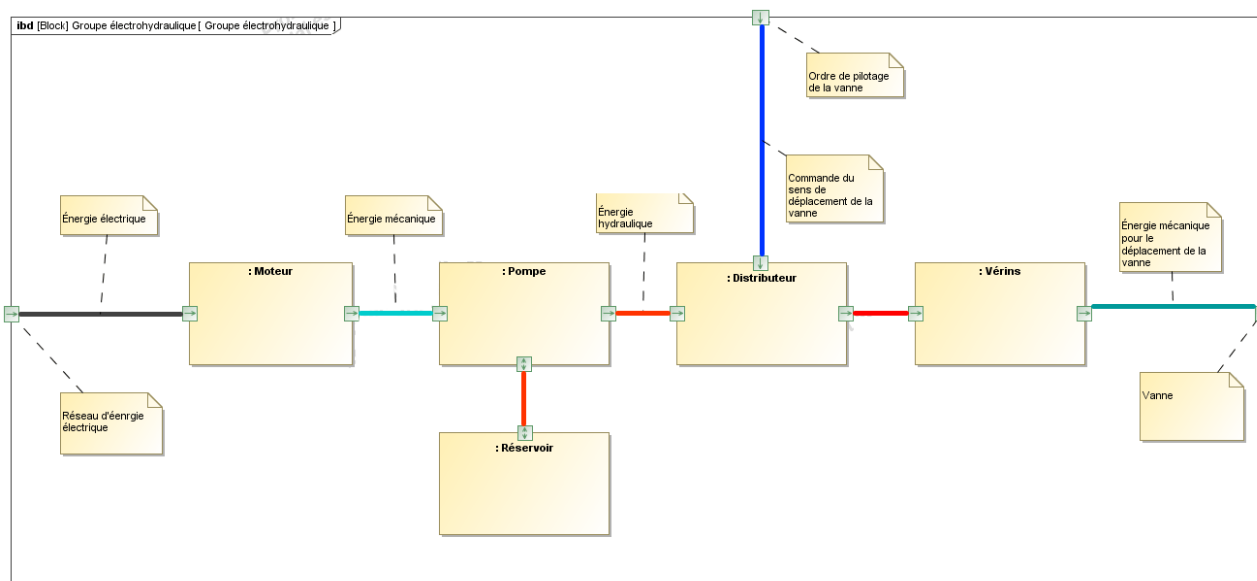 ibd [Block] Groupe électrohydraulique [ Groupe électrohydraulique ]
Ordre de pilotage
de la vanne
Commande du
sens de
déplacement de la
vanne
Énergie électrique
Énergie mécanique
Énergie
hydraulique
Énergie mécanique
pour le
déplacement de la
vanne
: Moteur
: Pompe
: Distributeur
: Vérins
Réseau d'éenrgie
électrique
Vanne
: Réservoir